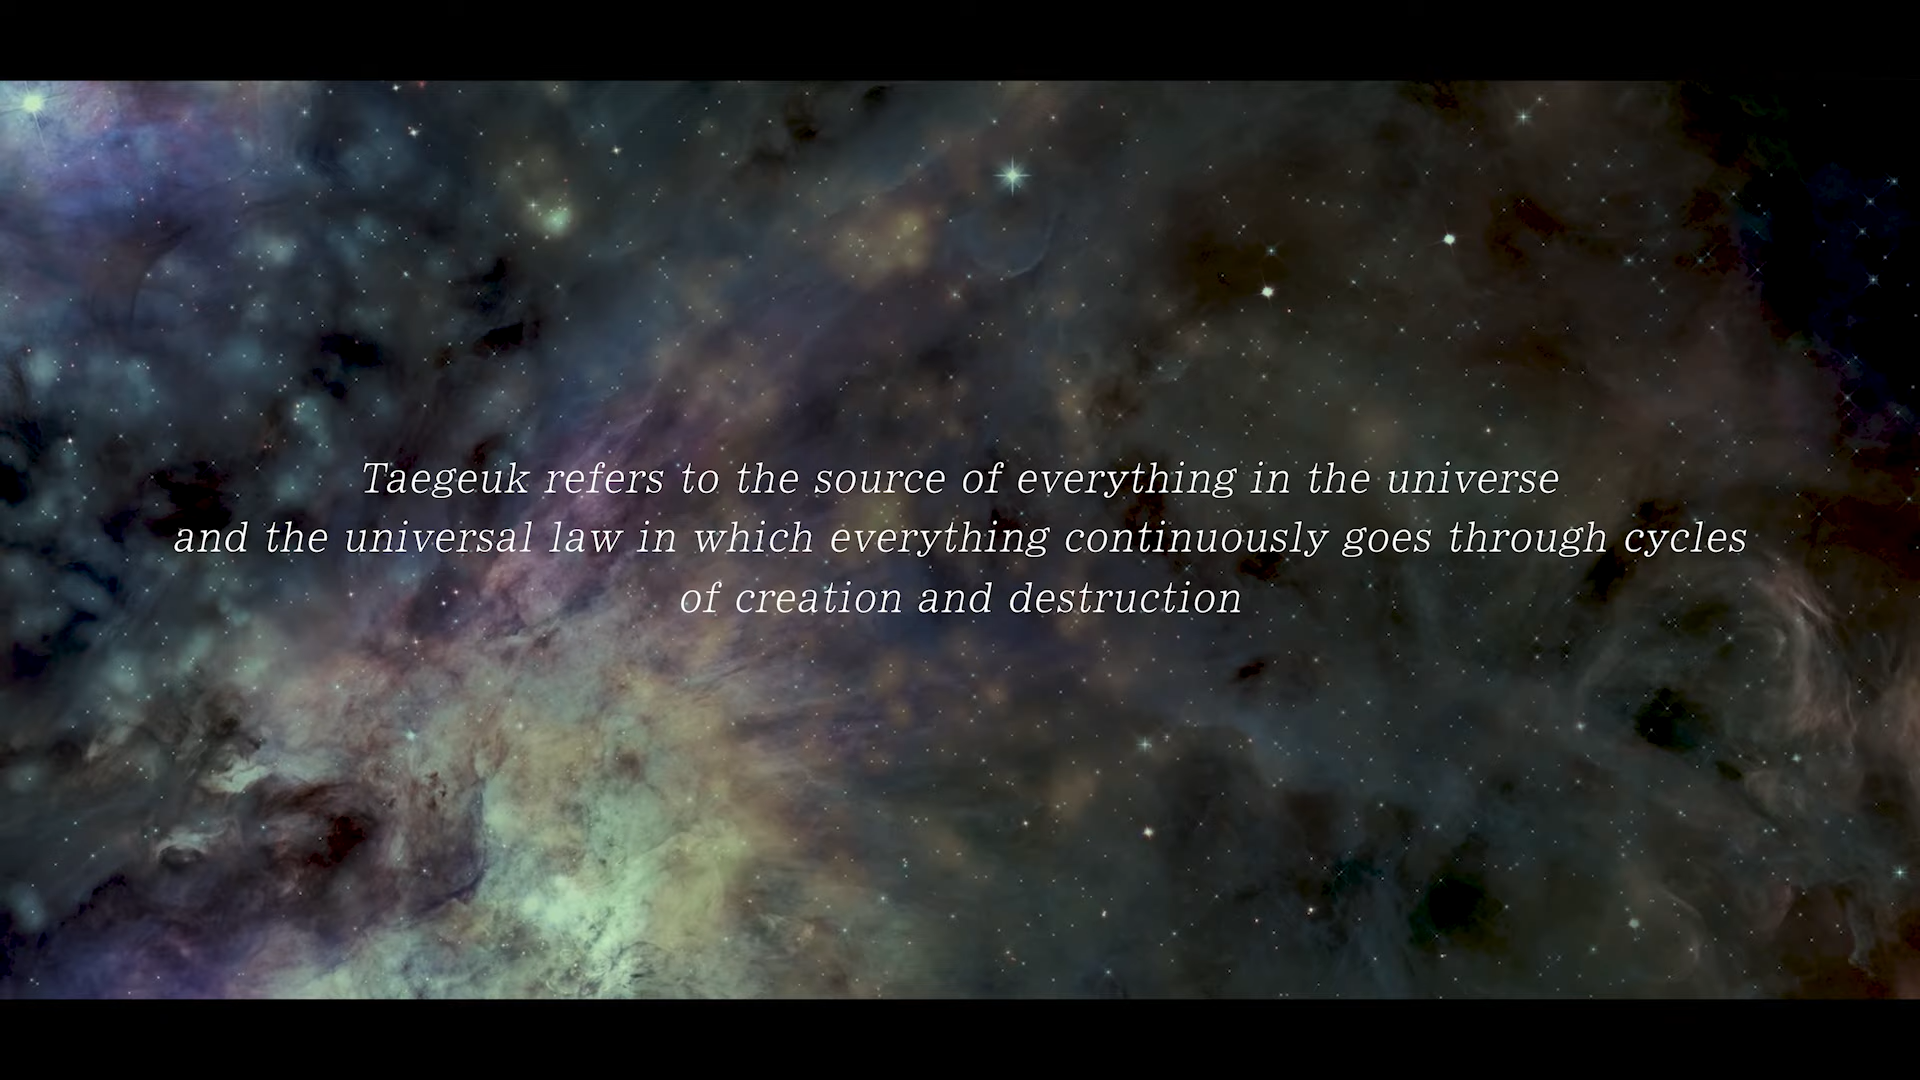 Taegeuk refers to the source of everything in the universe
and the universal law in which everything continuously goes through cycles
of creation and destruction